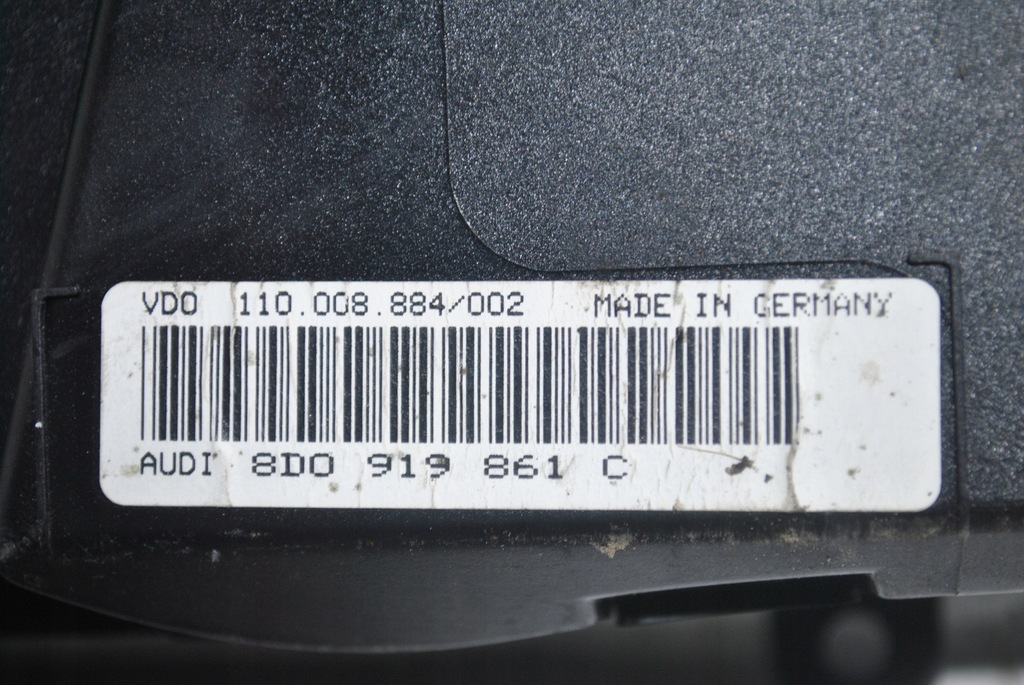 VDO 110.008.884/002 MADE IN GERMANY
AUDI 8D0 919 861 C